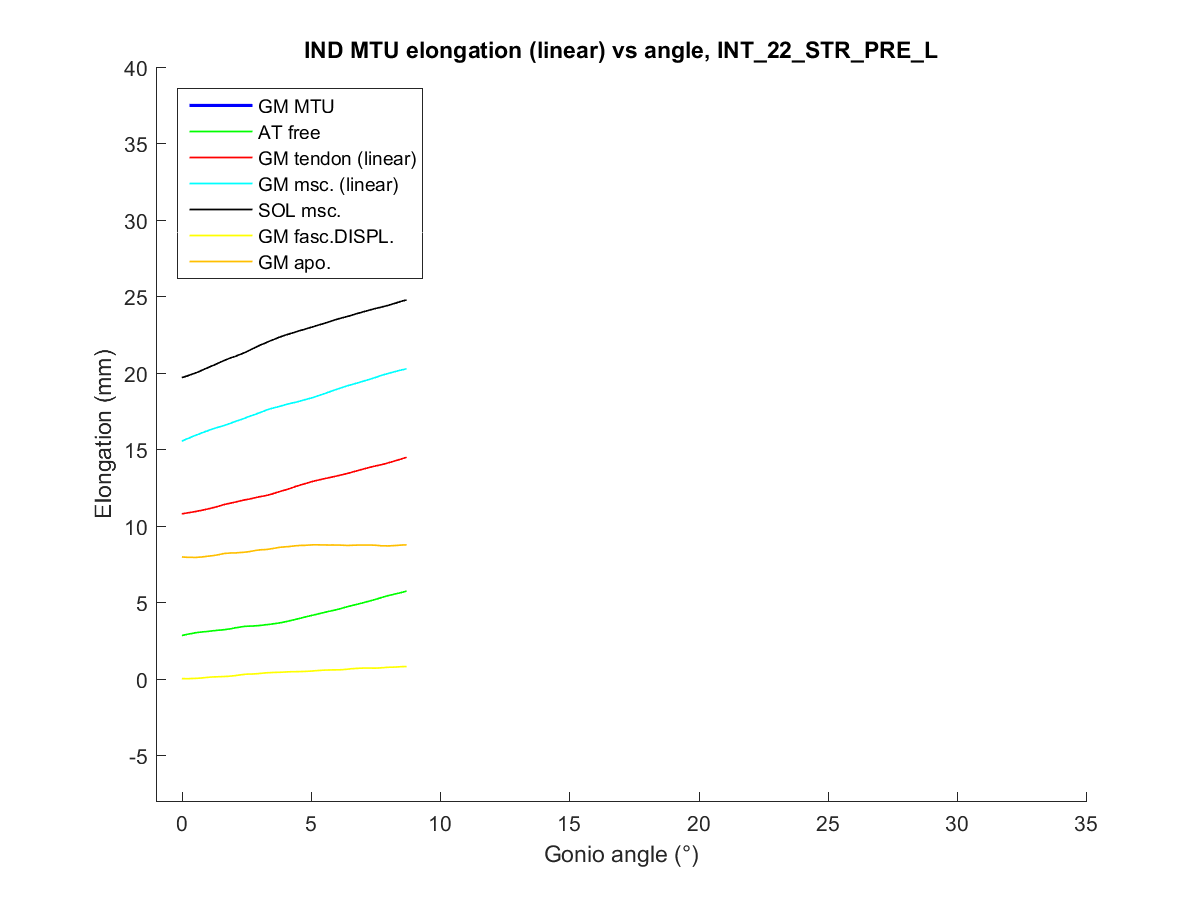 IND MTU elongation (linear) vs angle, INT_22_STR_PRE_L
40
35
30
25
20
15
10
5
0
-5
Elongation (mm)
GM MTU
AT free
GM tendon (linear)
GM msc. (linear)
SOL msc.
GM fasc.DISPL.
GM apo.
0 5 10 15 20 25 30 35
Gonio angle (°)